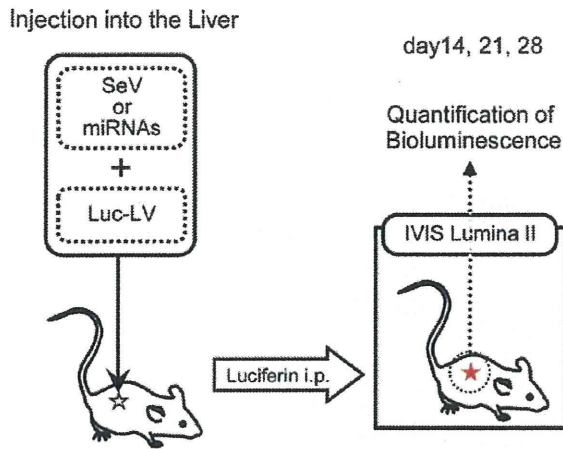 Injection into the Liver
SeV
or
miRNAs
+
Luc-LV
Luciferin i.p.
day14, 21, 28
Quantification of
Bioluminescence
IVIS Lumina II